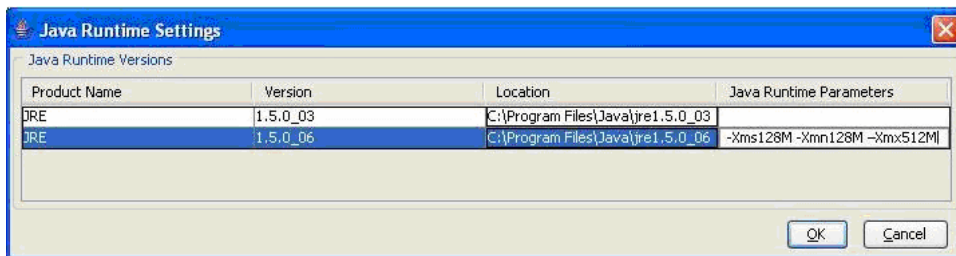 Java Runtime Settings
Java Runtime Versions
Product Name Version Location Java Runtime Parameters
JRE 1.5.0_03 C:\Program Files\Java\jre1.5.0_03
JRE 1.5.0_06 C:\Program Files\Java\jre1.5.0_06 -Xms128M -Xmn128M –Xmx512M
OK Cancel